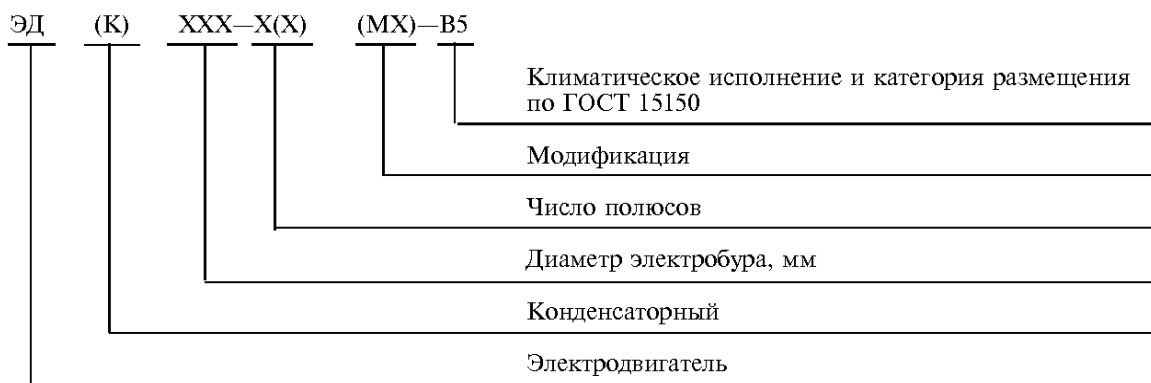 ЭД (К) ХХХ—Х(Х) (МХ)—В5
Климатическое исполнение и категория размещения
по ГОСТ 15150
Модификация
Число полюсов
Диаметр электробура, мм
Конденсаторный
Электродвигатель